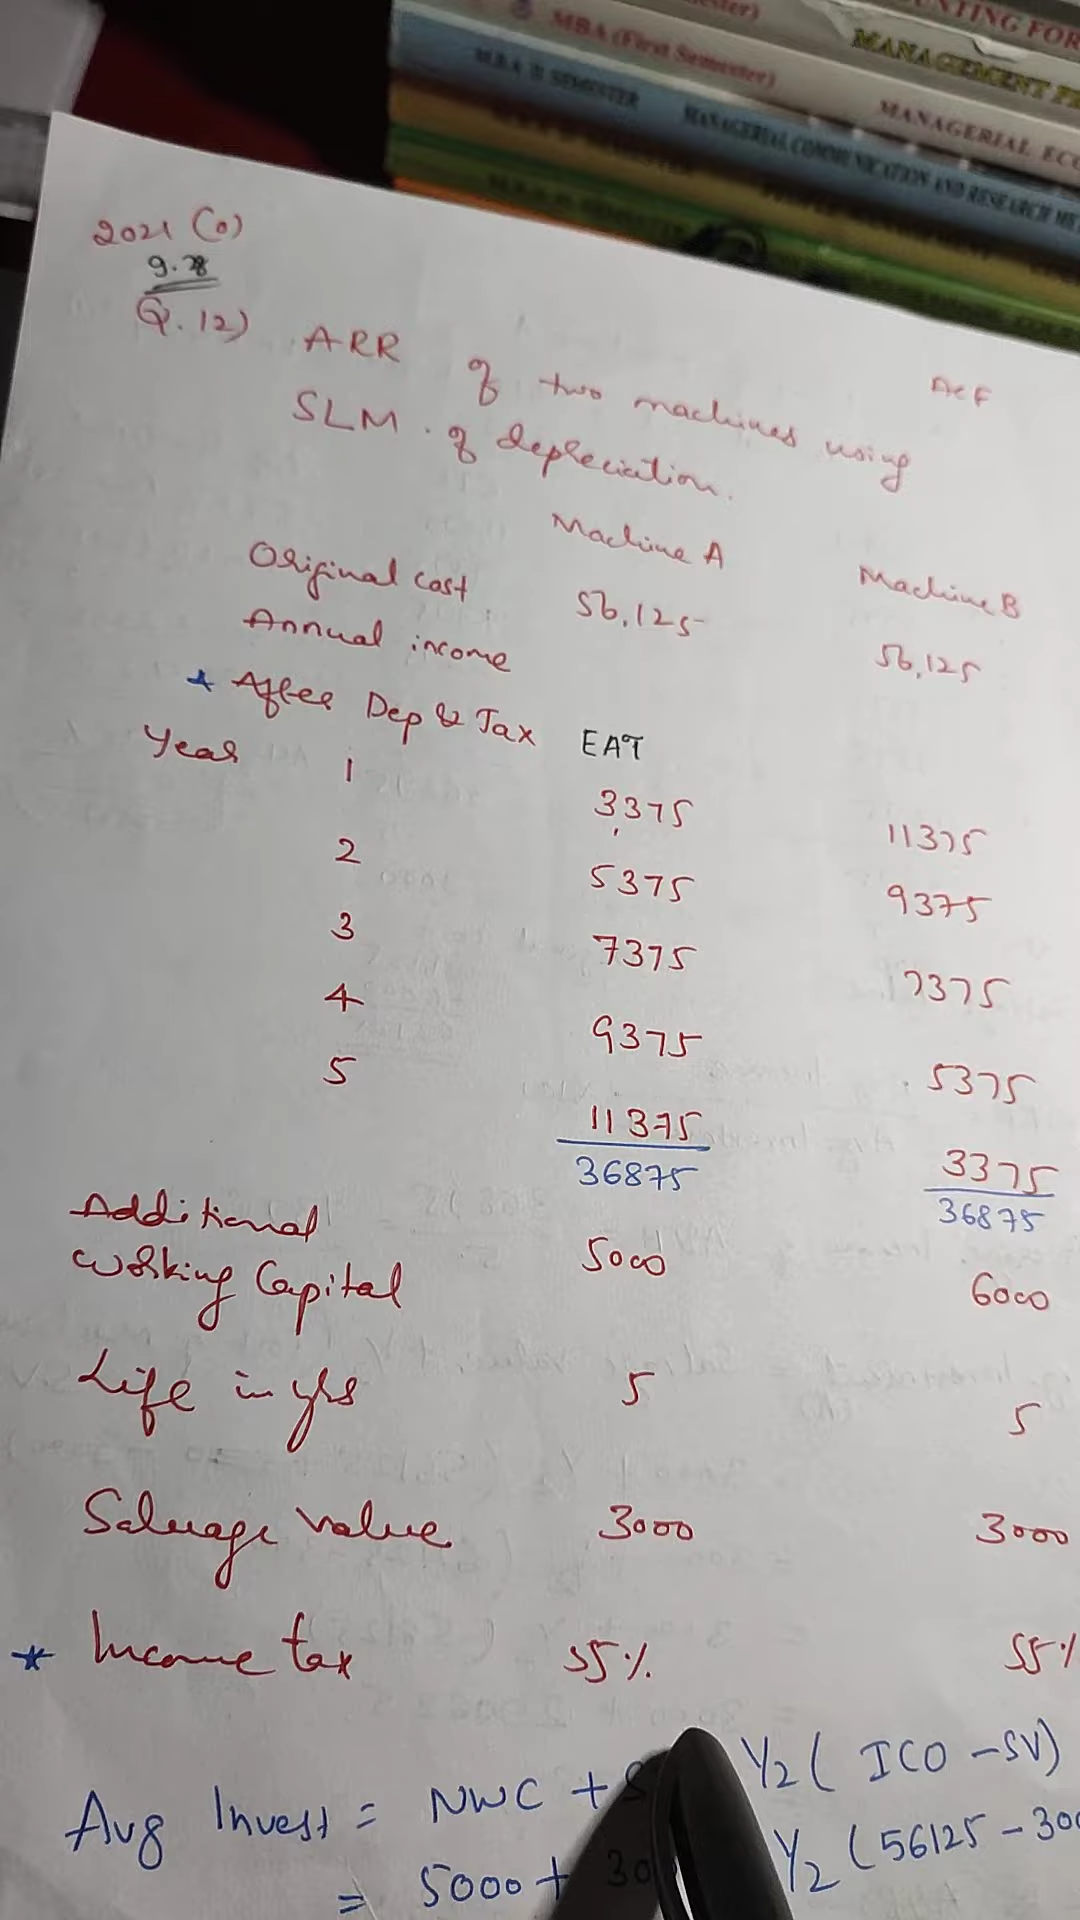 MBA (First Semester)
M.B.A II SEMESTER MANAGERIAL COMMUNICATION AND RESEARCH
MANAGEMENT
MANAGERIAL
2021 (0)
9.28
Q.12) ARR of two machines using
SLM. of depreciation.
Machine A Machine B
Original cost 56,125 56,125
Annual income
* After Dep & Tax EAT
Year 1 3375 11375
2 5375 9375
3 7375 7375
4 9375 5375
5 11375 3375
36875 36875
Additional
Working Capital 5000 6000
Life in yrs 5 5
Salvage value 3000 3000
* Income tax 55% 55%
Avg Invest = NWC + 1/2 ( ICO - SV)
= 5000 + 1/2 (56125 -